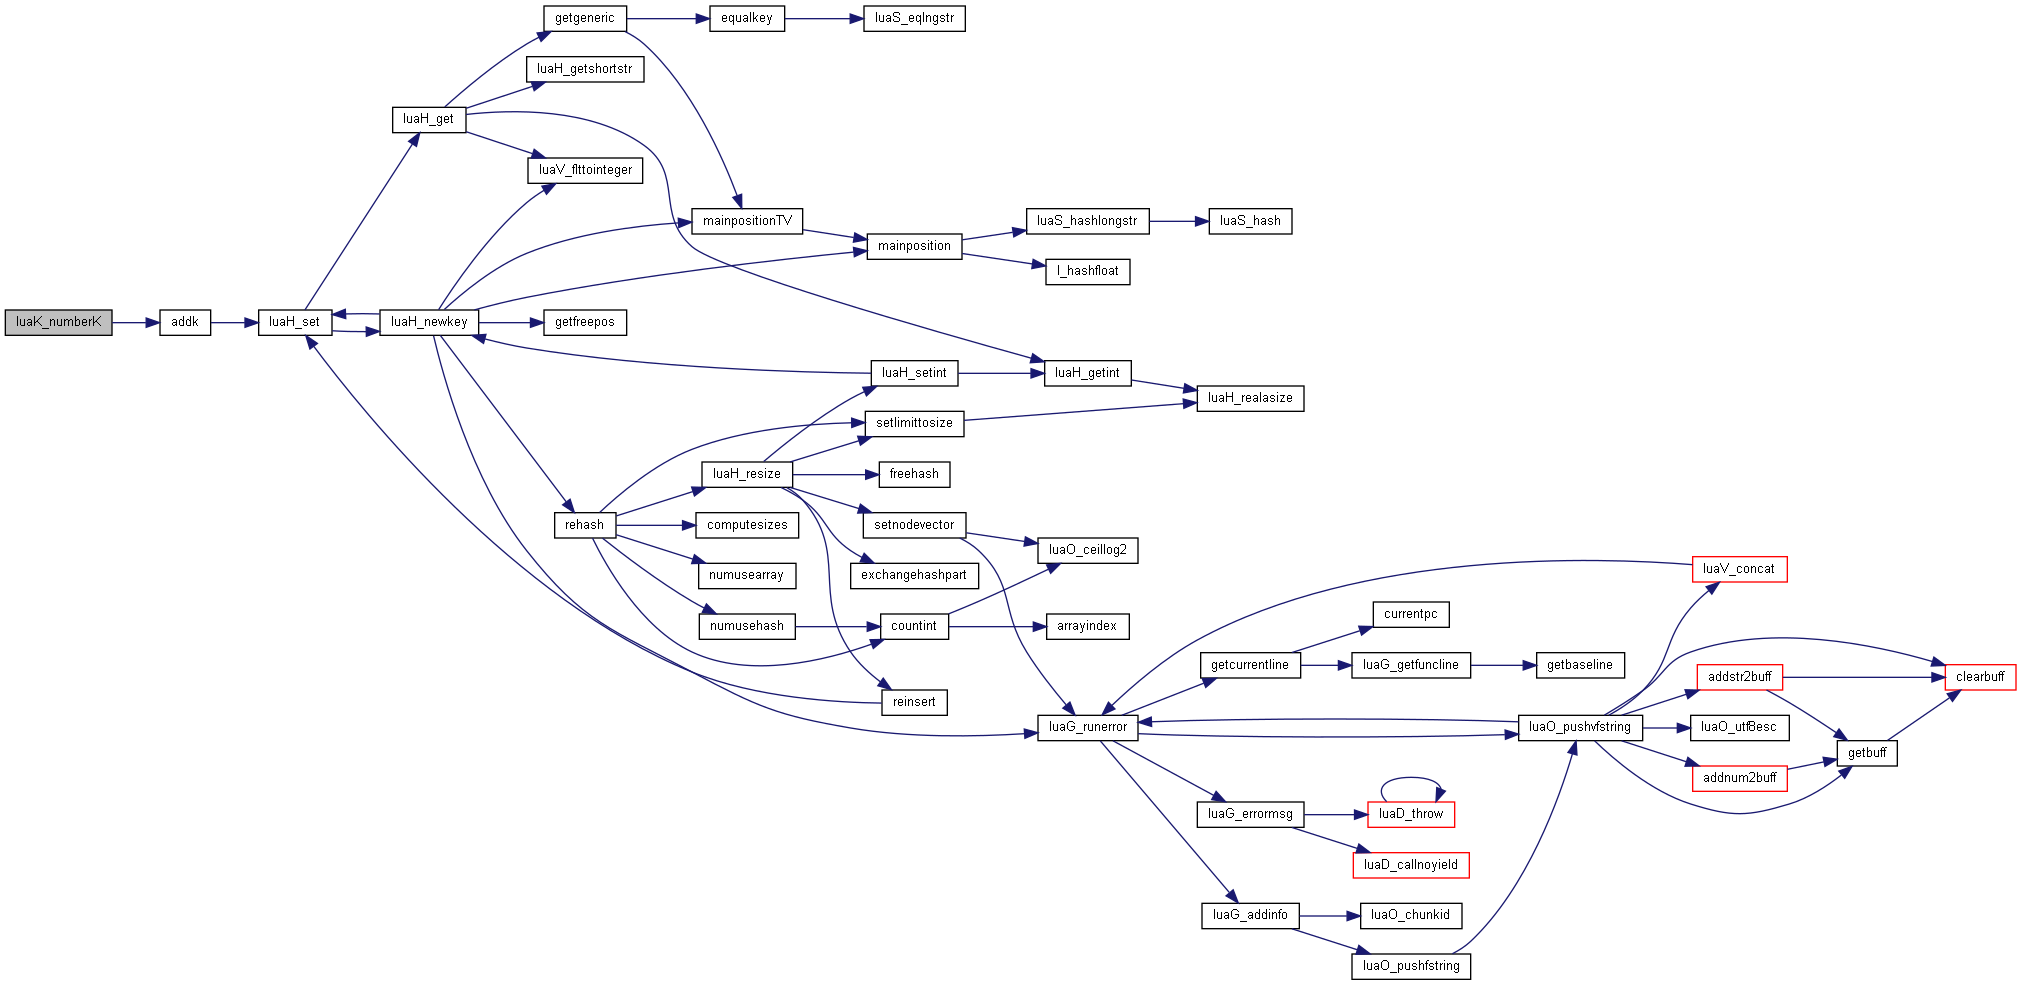 getgeneric
equalkey
luaS_eqlngstr
luaH_getshortstr
luaH_get
luaV_flttointeger
mainpositionTV
luaS_hashlongstr
luaS_hash
mainposition
l_hashfloat
luaK_numberK
addk
luaH_set
luaH_newkey
getfreepos
luaH_setint
luaH_getint
luaH_realasize
setlimittosize
luaH_resize
freehash
rehash
computesizes
setnodevector
luaO_ceillog2
numusearray
exchangehashpart
luaV_concat
numusehash
countint
arrayindex
currentpc
getcurrentline
luaG_getfuncline
getbaseline
addstr2buff
clearbuff
reinsert
luaG_runerror
luaO_pushvfstring
luaO_utf8esc
getbuff
addnum2buff
luaG_errormsg
luaD_throw
luaD_callnoyield
luaG_addinfo
luaO_chunkid
luaO_pushfstring